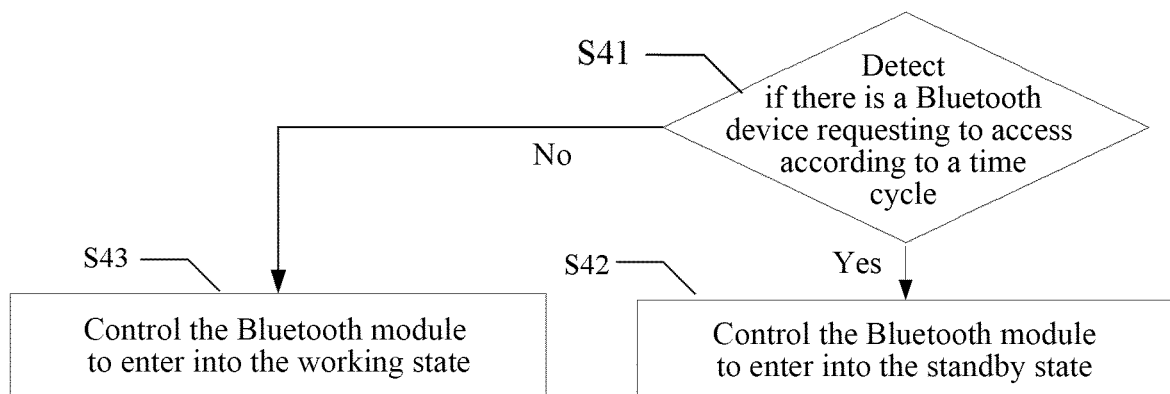 S41
Detect
if there is a Bluetooth
device requesting to access
according to a time
cycle
No
Yes
S43
Control the Bluetooth module
to enter into the working state
S42
Control the Bluetooth module
to enter into the standby state